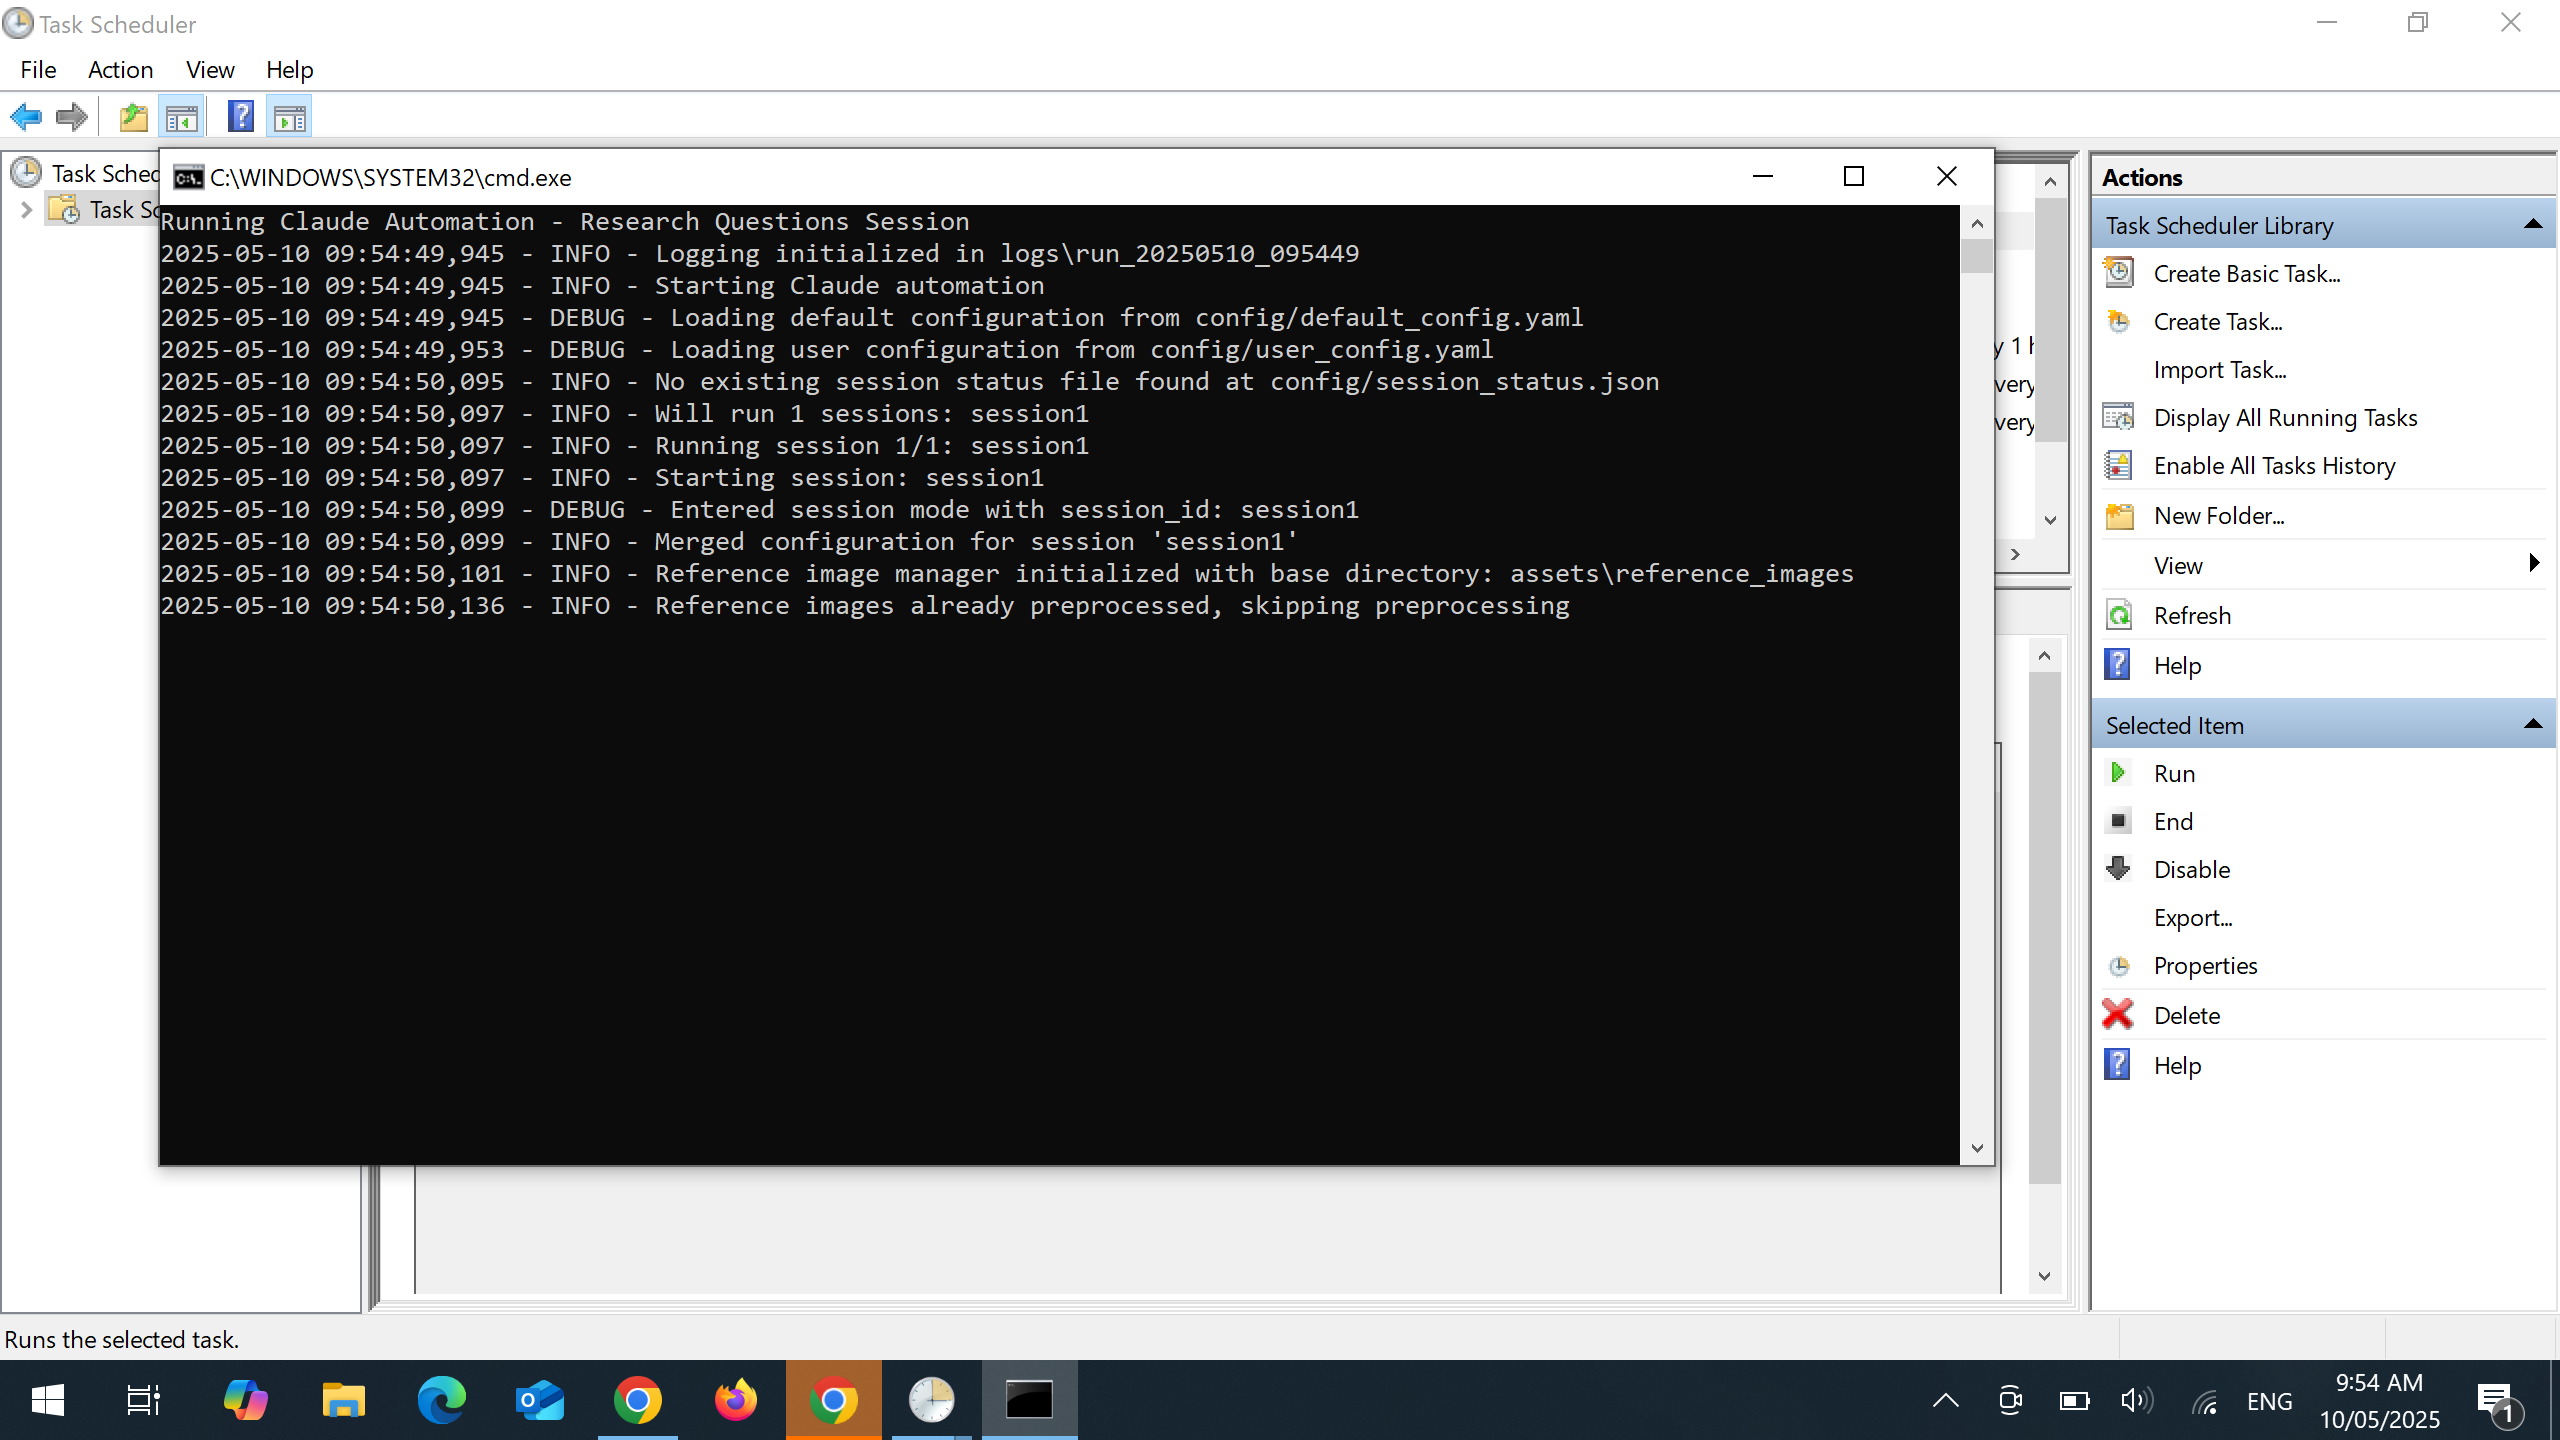 Task Scheduler
File Action View Help
Task Sched
Task Sc
C:\WINDOWS\SYSTEM32\cmd.exe
Running Claude Automation - Research Questions Session
2025-05-10 09:54:49,945 - INFO - Logging initialized in logs\run_20250510_095449
2025-05-10 09:54:49,945 - INFO - Starting Claude automation
2025-05-10 09:54:49,945 - DEBUG - Loading default configuration from config/default_config.yaml
2025-05-10 09:54:49,953 - DEBUG - Loading user configuration from config/user_config.yaml
2025-05-10 09:54:50,095 - INFO - No existing session status file found at config/session_status.json
2025-05-10 09:54:50,097 - INFO - Will run 1 sessions: session1
2025-05-10 09:54:50,097 - INFO - Running session 1/1: session1
2025-05-10 09:54:50,097 - INFO - Starting session: session1
2025-05-10 09:54:50,099 - DEBUG - Entered session mode with session_id: session1
2025-05-10 09:54:50,099 - INFO - Merged configuration for session 'session1'
2025-05-10 09:54:50,101 - INFO - Reference image manager initialized with base directory: assets\reference_images
2025-05-10 09:54:50,136 - INFO - Reference images already preprocessed, skipping preprocessing
y 1 h
very
very
Actions
Task Scheduler Library
Create Basic Task...
Create Task...
Import Task...
Display All Running Tasks
Enable All Tasks History
New Folder...
View
Refresh
Help
Selected Item
Run
End
Disable
Export...
Properties
Delete
Help
Runs the selected task.
ENG
9:54 AM
10/05/2025
1